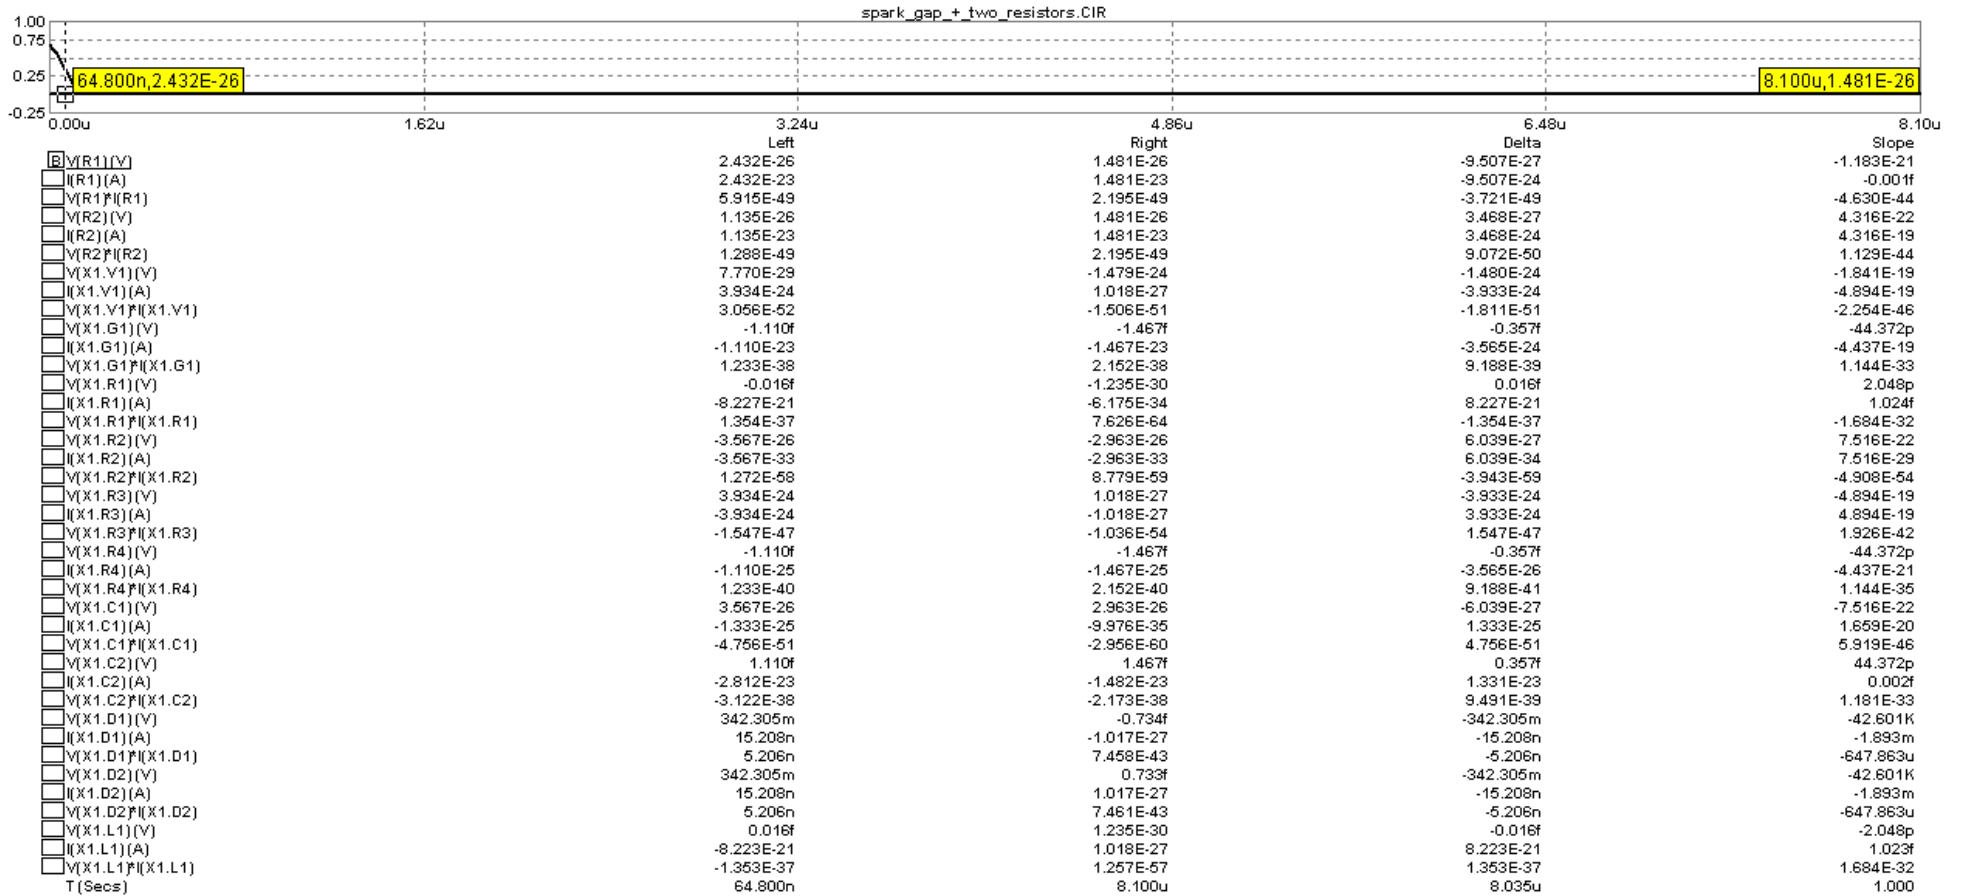 spark_gap_+_two_resistors.CIR
1.00
0.75
0.25
-0.25
64.800n,2.432E-26 8.100u,1.481E-26
0.00u 1.62u 3.24u 4.86u 6.48u 8.10u
Left Right Delta Slope
B V(R1)(V) 2.432E-26 1.481E-26 -9.507E-27 -1.183E-21
I(R1)(A) 2.432E-23 1.481E-23 -9.507E-24 -0.001f
V(R1)*I(R1) 5.915E-49 2.195E-49 -3.721E-49 -4.630E-44
V(R2)(V) 1.135E-26 1.481E-26 3.468E-27 4.316E-22
I(R2)(A) 1.135E-23 1.481E-23 3.468E-24 4.316E-19
V(R2)*I(R2) 1.288E-49 2.195E-49 9.072E-50 1.129E-44
V(X1.V1)(V) 7.770E-29 -1.479E-24 -1.480E-24 -1.841E-19
I(X1.V1)(A) 3.934E-24 1.018E-27 -3.933E-24 -4.894E-19
V(X1.V1)*I(X1.V1) 3.056E-52 -1.506E-51 -1.811E-51 -2.254E-46
V(X1.G1)(V) -1.110f -1.467f -0.357f -44.372p
I(X1.G1)(A) -1.110E-23 -1.467E-23 -3.565E-24 -4.437E-19
V(X1.G1)*I(X1.G1) 1.233E-38 2.152E-38 9.188E-39 1.144E-33
V(X1.R1)(V) -0.016f -1.235E-30 0.016f 2.048p
I(X1.R1)(A) -8.227E-21 -6.175E-34 8.227E-21 1.024f
V(X1.R1)*I(X1.R1) 1.354E-37 7.626E-64 -1.354E-37 -1.684E-32
V(X1.R2)(V) -3.567E-26 -2.963E-26 6.039E-27 7.516E-22
I(X1.R2)(A) -3.567E-33 -2.963E-33 6.039E-34 7.516E-29
V(X1.R2)*I(X1.R2) 1.272E-58 8.779E-59 -3.943E-59 -4.908E-54
V(X1.R3)(V) 3.934E-24 1.018E-27 -3.933E-24 -4.894E-19
I(X1.R3)(A) -3.934E-24 -1.018E-27 3.933E-24 4.894E-19
V(X1.R3)*I(X1.R3) -1.547E-47 -1.036E-54 1.547E-47 1.926E-42
V(X1.R4)(V) -1.110f -1.467f -0.357f -44.372p
I(X1.R4)(A) -1.110E-25 -1.467E-25 -3.565E-26 -4.437E-21
V(X1.R4)*I(X1.R4) 1.233E-40 2.152E-40 9.188E-41 1.144E-35
V(X1.C1)(V) 3.567E-26 2.963E-26 -6.039E-27 -7.516E-22
I(X1.C1)(A) -1.333E-25 -9.976E-35 1.333E-25 1.659E-20
V(X1.C1)*I(X1.C1) -4.756E-51 -2.956E-60 4.756E-51 5.919E-46
V(X1.C2)(V) 1.110f 1.467f 0.357f 44.372p
I(X1.C2)(A) -2.812E-23 -1.482E-23 1.331E-23 0.002f
V(X1.C2)*I(X1.C2) -3.122E-38 -2.173E-38 9.491E-39 1.181E-33
V(X1.D1)(V) 342.305m -0.734f -342.305m -42.601K
I(X1.D1)(A) 15.208n -1.017E-27 -15.208n -1.893m
V(X1.D1)*I(X1.D1) 5.206n 7.458E-43 -5.206n -647.863u
V(X1.D2)(V) 342.305m 0.733f -342.305m -42.601K
I(X1.D2)(A) 15.208n 1.017E-27 -15.208n -1.893m
V(X1.D2)*I(X1.D2) 5.206n 7.461E-43 -5.206n -647.863u
V(X1.L1)(V) 0.016f 1.235E-30 -0.016f -2.048p
I(X1.L1)(A) -8.223E-21 1.018E-27 8.223E-21 1.023f
V(X1.L1)*I(X1.L1) -1.353E-37 1.257E-57 1.353E-37 1.684E-32
T (Secs) 64.800n 8.100u 8.035u 1.000